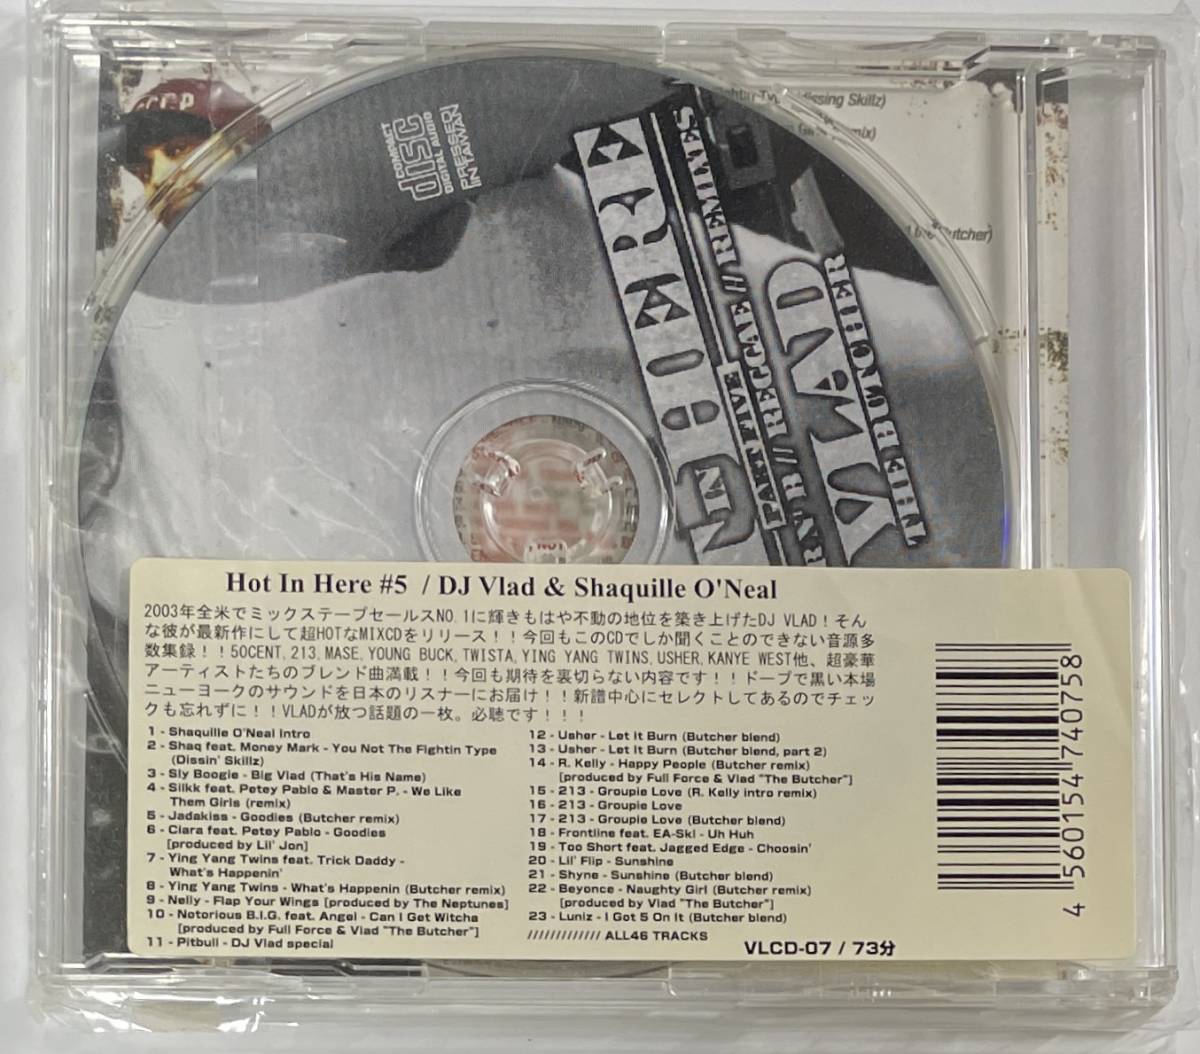 COMPACT
disc
DIGITAL AUDIO
PRESSED
IN TAIWAN
IN HERE
PART FIVE
R'N'B // REGGAE // REMIXES
VLAD
THE BUTCHER
(dissing Skillz)
Hot In Here #5 / DJ Vlad & Shaquille O'Neal
2003年全米でミックステープセールスNO.1に輝きもはや不動の地位を築き上げたDJ VLAD！そん
な彼が最新作にして超HOTなMIXCDをリリース！！今回もこのCDでしか聞くことのできない音源多
数集録！！50CENT,213,MASE,YOUNG BUCK,TWISTA,YING YANG TWINS,USHER,KANYE WEST他、超豪華
アーティストたちのブレンド曲満載！！今回も期待を裏切らない内容です！！ドープで黒い本場
ニューヨークのサウンドを日本のリスナーにお届け！！新譜中心にセレクトしてあるのでチェッ
クも忘れずに！！VLADが放つ話題の一枚。必聴です！！！
1 - Shaquille O'Neal Intro
2 - Shaq feat. Money Mark - You Not The Fightin Type
(Dissin' Skillz)
3 - Sly Boogie - Big Vlad (That's His Name)
4 - Silkk feat. Petey Pablo & Master P. - We Like
Them Girls (remix)
5 - Jadakiss - Goodies (Butcher remix)
6 - Ciara feat. Petey Pablo - Goodies
[produced by Lil' Jon]
7 - Ying Yang Twins feat. Trick Daddy -
What's Happenin'
8 - Ying Yang Twins - What's Happenin (Butcher remix)
9 - Nelly - Flap Your Wings [produced by The Neptunes]
10 - Notorious B.I.G. feat. Angel - Can I Get Witcha
[produced by Full Force & Vlad "The Butcher"]
11 - Pitbull - DJ Vlad special
12 - Usher - Let It Burn (Butcher blend)
13 - Usher - Let It Burn (Butcher blend, part 2)
14 - R. Kelly - Happy People (Butcher remix)
[produced by Full Force & Vlad "The Butcher"]
15 - 213 - Groupie Love (R. Kelly intro remix)
16 - 213 - Groupie Love
17 - 213 - Groupie Love (Butcher blend)
18 - Frontline feat. EA-Ski - Uh Huh
19 - Too Short feat. Jagged Edge - Choosin'
20 - Lil' Flip - Sunshine
21 - Shyne - Sunshine (Butcher blend)
22 - Beyonce - Naughty Girl (Butcher remix)
[produced by Vlad "The Butcher"]
23 - Luniz - I Got 5 On It (Butcher blend)
///////////// ALL46 TRACKS
VLCD-07 / 73分
4 560154 740758